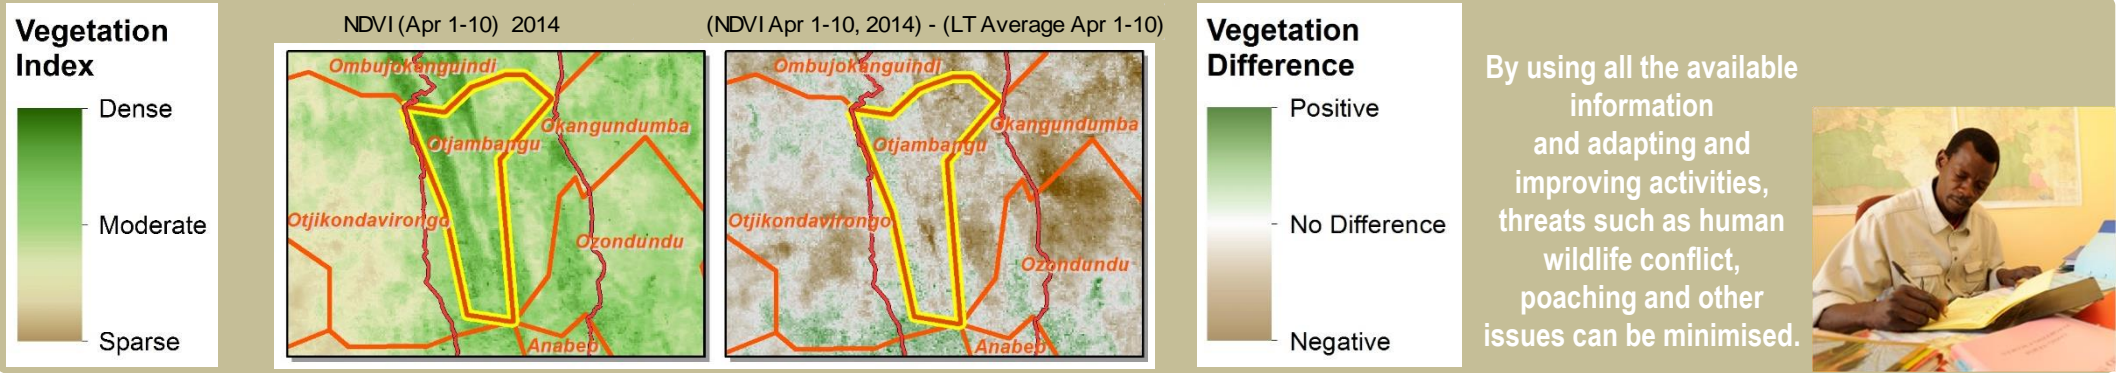 Vegetation
Index
Dense
Moderate
Sparse
NDVI (Apr 1-10) 2014
Ombujokanguindi
Okangundumba
Otjambangu
Otjikondavirongo
Ozondundu
Anabeb
(NDVI Apr 1-10, 2014) - (LT Average Apr 1-10)
Ombujokanguindi
Okangundumba
Otjambangu
Otjikondavirongo
Ozondundu
Anabeb
Vegetation
Difference
Positive
No Difference
Negative
By using all the available
information
and adapting and
improving activities,
threats such as human
wildlife conflict,
poaching and other
issues can be minimised.